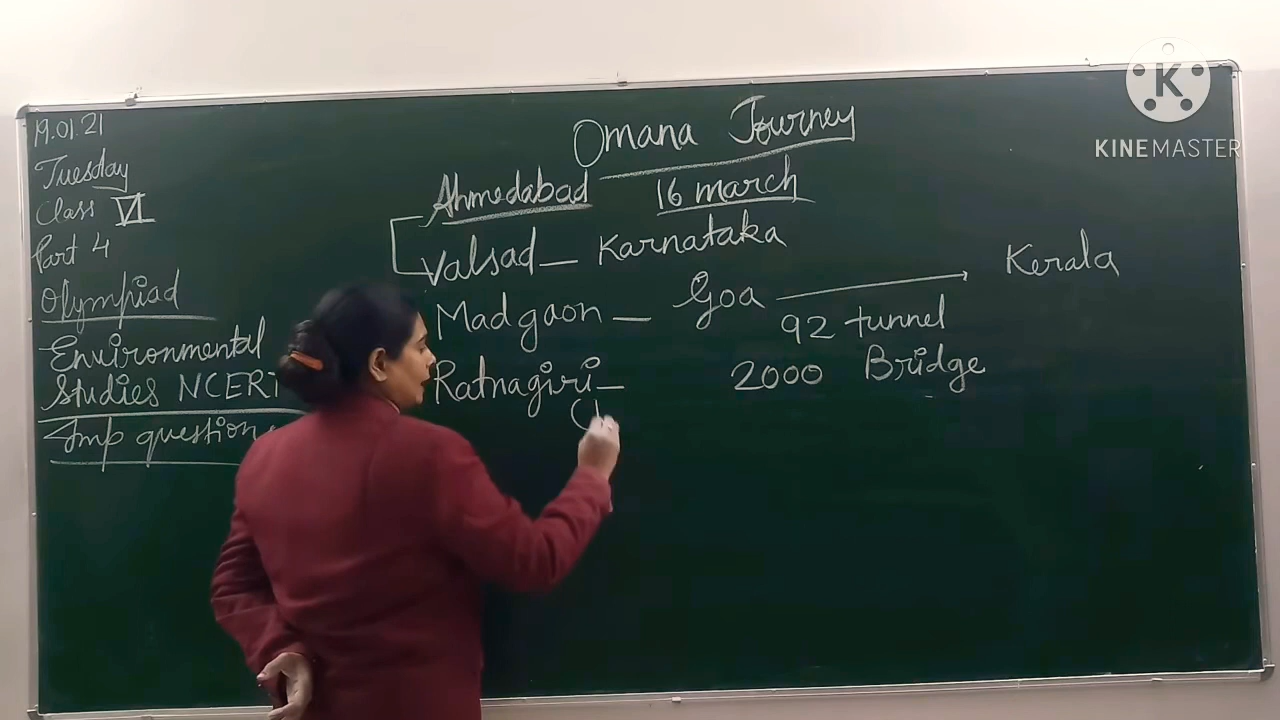 19.01.21
Tuesday
Class VI
Part 4
Olympiad
Environmental
Studies NCERT
Imp question
Omana Journey
Ahmedabad 16 march
Valsad - Karnataka
Madgaon - Goa → Kerala
92 tunnel
Ratnagiri - 2000 Bridge
K
KINEMASTER